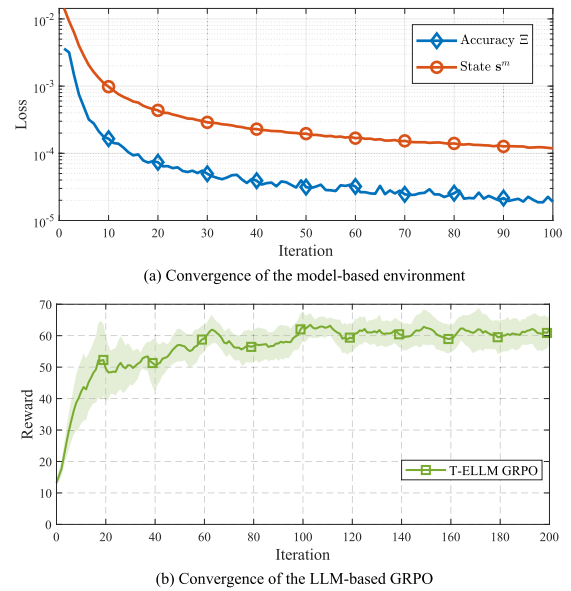 10^-2
10^-3
10^-4
10^-5
Loss
Accuracy Ξ
State s^m
0 10 20 30 40 50 60 70 80 90 100
Iteration
(a) Convergence of the model-based environment
70
60
50
40
30
20
10
0
Reward
T-ELLM GRPO
0 20 40 60 80 100 120 140 160 180 200
Iteration
(b) Convergence of the LLM-based GRPO